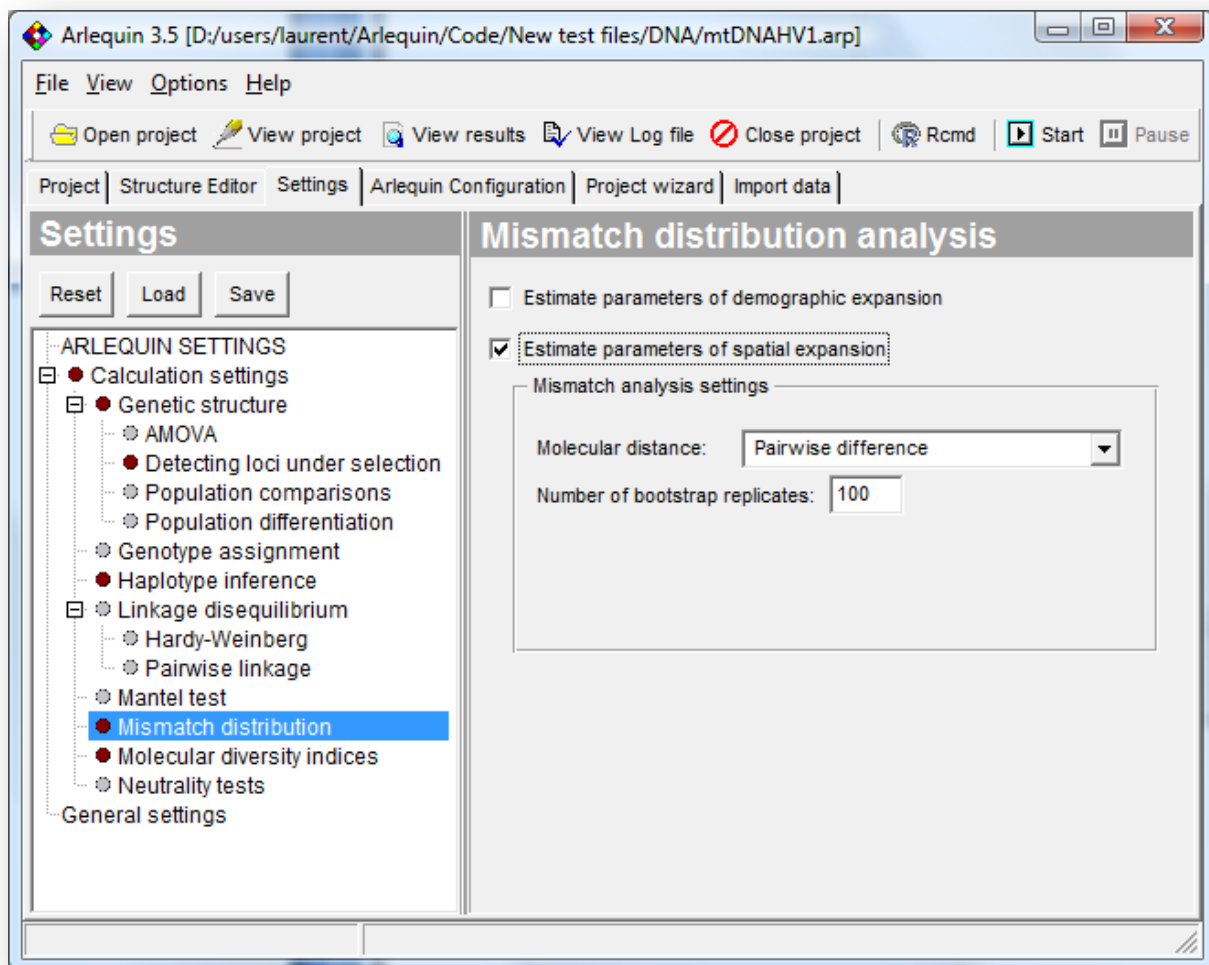 Arlequin 3.5 [D:/users/laurent/Arlequin/Code/New test files/DNA/mtDNAHV1.arp]
File View Options Help
Open project View project View results View Log file Close project Rcmd Start Pause
Project Structure Editor Settings Arlequin Configuration Project wizard Import data
Settings
Reset Load Save
ARLEQUIN SETTINGS
Calculation settings
Genetic structure
AMOVA
Detecting loci under selection
Population comparisons
Population differentiation
Genotype assignment
Haplotype inference
Linkage disequilibrium
Hardy-Weinberg
Pairwise linkage
Mantel test
Mismatch distribution
Molecular diversity indices
Neutrality tests
General settings
Mismatch distribution analysis
Estimate parameters of demographic expansion
Estimate parameters of spatial expansion
Mismatch analysis settings
Molecular distance: Pairwise difference
Number of bootstrap replicates: 100